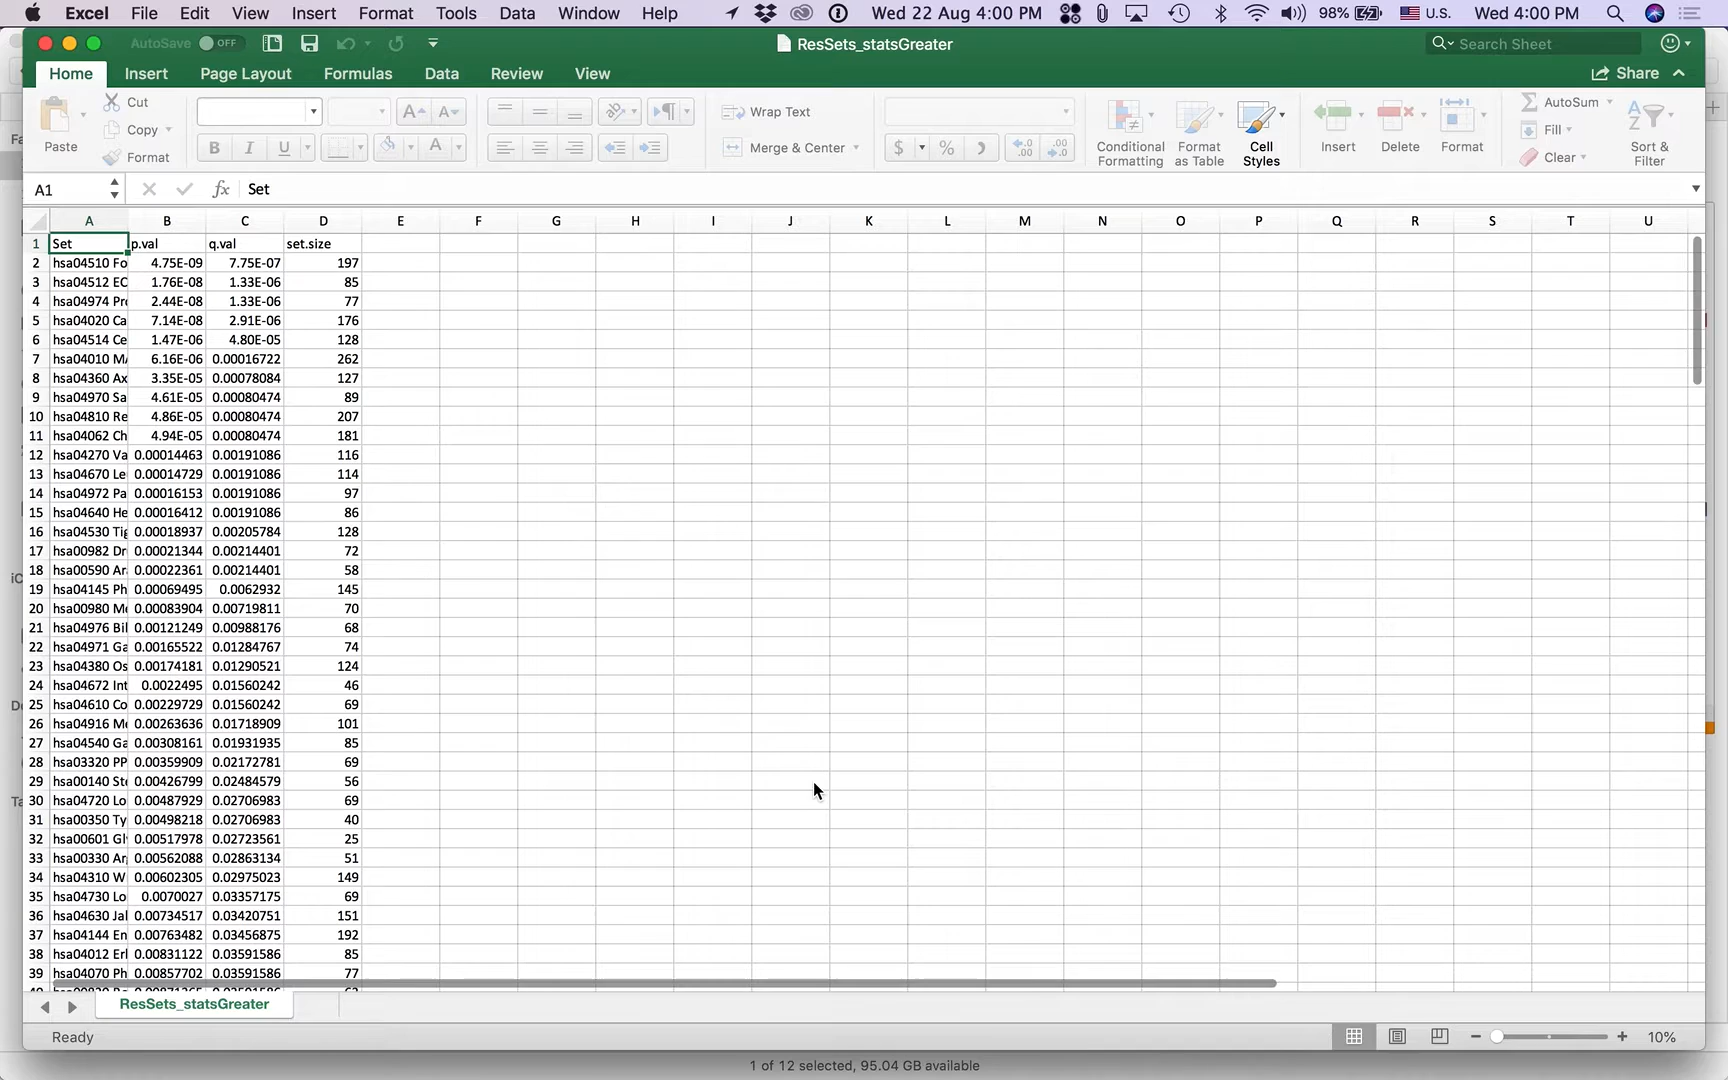 Excel File Edit View Insert Format Tools Data Window Help Wed 22 Aug 4:00 PM 98% U.S. Wed 4:00 PM
AutoSave OFF ResSets_statsGreater Search Sheet
Home Insert Page Layout Formulas Data Review View Share
Paste Cut Copy Format
Wrap Text Merge & Center
$ %
Conditional Formatting Format as Table Cell Styles Insert Delete Format
AutoSum Fill Clear Sort & Filter
A1 fx Set
A B C D E F G H I J K L M N O P Q R S T U
1 Set p.val q.val set.size
2 hsa04510 Fo 4.75E-09 7.75E-07 197
3 hsa04512 EC 1.76E-08 1.33E-06 85
4 hsa04974 Pro 2.44E-08 1.33E-06 77
5 hsa04020 Ca 7.14E-08 2.91E-06 176
6 hsa04514 Ce 1.47E-06 4.80E-05 128
7 hsa04010 MA 6.16E-06 0.00016722 262
8 hsa04360 Ax 3.35E-05 0.00078084 127
9 hsa04970 Sa 4.61E-05 0.00080474 89
10 hsa04810 Re 4.86E-05 0.00080474 207
11 hsa04062 Ch 4.94E-05 0.00080474 181
12 hsa04270 Va 0.00014463 0.00191086 116
13 hsa04670 Le 0.00014729 0.00191086 114
14 hsa04972 Pa 0.00016153 0.00191086 97
15 hsa04640 He 0.00016412 0.00191086 86
16 hsa04530 Tig 0.00018937 0.00205784 128
17 hsa00982 Dr 0.00021344 0.00214401 72
18 hsa00590 Ar 0.00022361 0.00214401 58
19 hsa04145 Ph 0.00069495 0.0062932 145
20 hsa00980 Me 0.00083904 0.00719811 70
21 hsa04976 Bil 0.00121249 0.00988176 68
22 hsa04971 Ga 0.00165522 0.01284767 74
23 hsa04380 Os 0.00174181 0.01290521 124
24 hsa04672 Int 0.0022495 0.01560242 46
25 hsa04610 Co 0.00229729 0.01560242 69
26 hsa04916 Me 0.00263636 0.01718909 101
27 hsa04540 Ga 0.00308161 0.01931935 85
28 hsa03320 PP 0.00359909 0.02172781 69
29 hsa00140 Ste 0.00426799 0.02484579 56
30 hsa04720 Lo 0.00487929 0.02706983 69
31 hsa00350 Ty 0.00498218 0.02706983 40
32 hsa00601 Gly 0.00517978 0.02723561 25
33 hsa00330 Ar 0.00562088 0.02863134 51
34 hsa04310 W 0.00602305 0.02975023 149
35 hsa04730 Lo 0.0070027 0.03357175 69
36 hsa04630 Jal 0.00734517 0.03420751 151
37 hsa04144 En 0.00763482 0.03456875 192
38 hsa04012 Erl 0.00831122 0.03591586 85
39 hsa04070 Ph 0.00857702 0.03591586 77
ResSets_statsGreater
Ready 10%
1 of 12 selected, 95.04 GB available